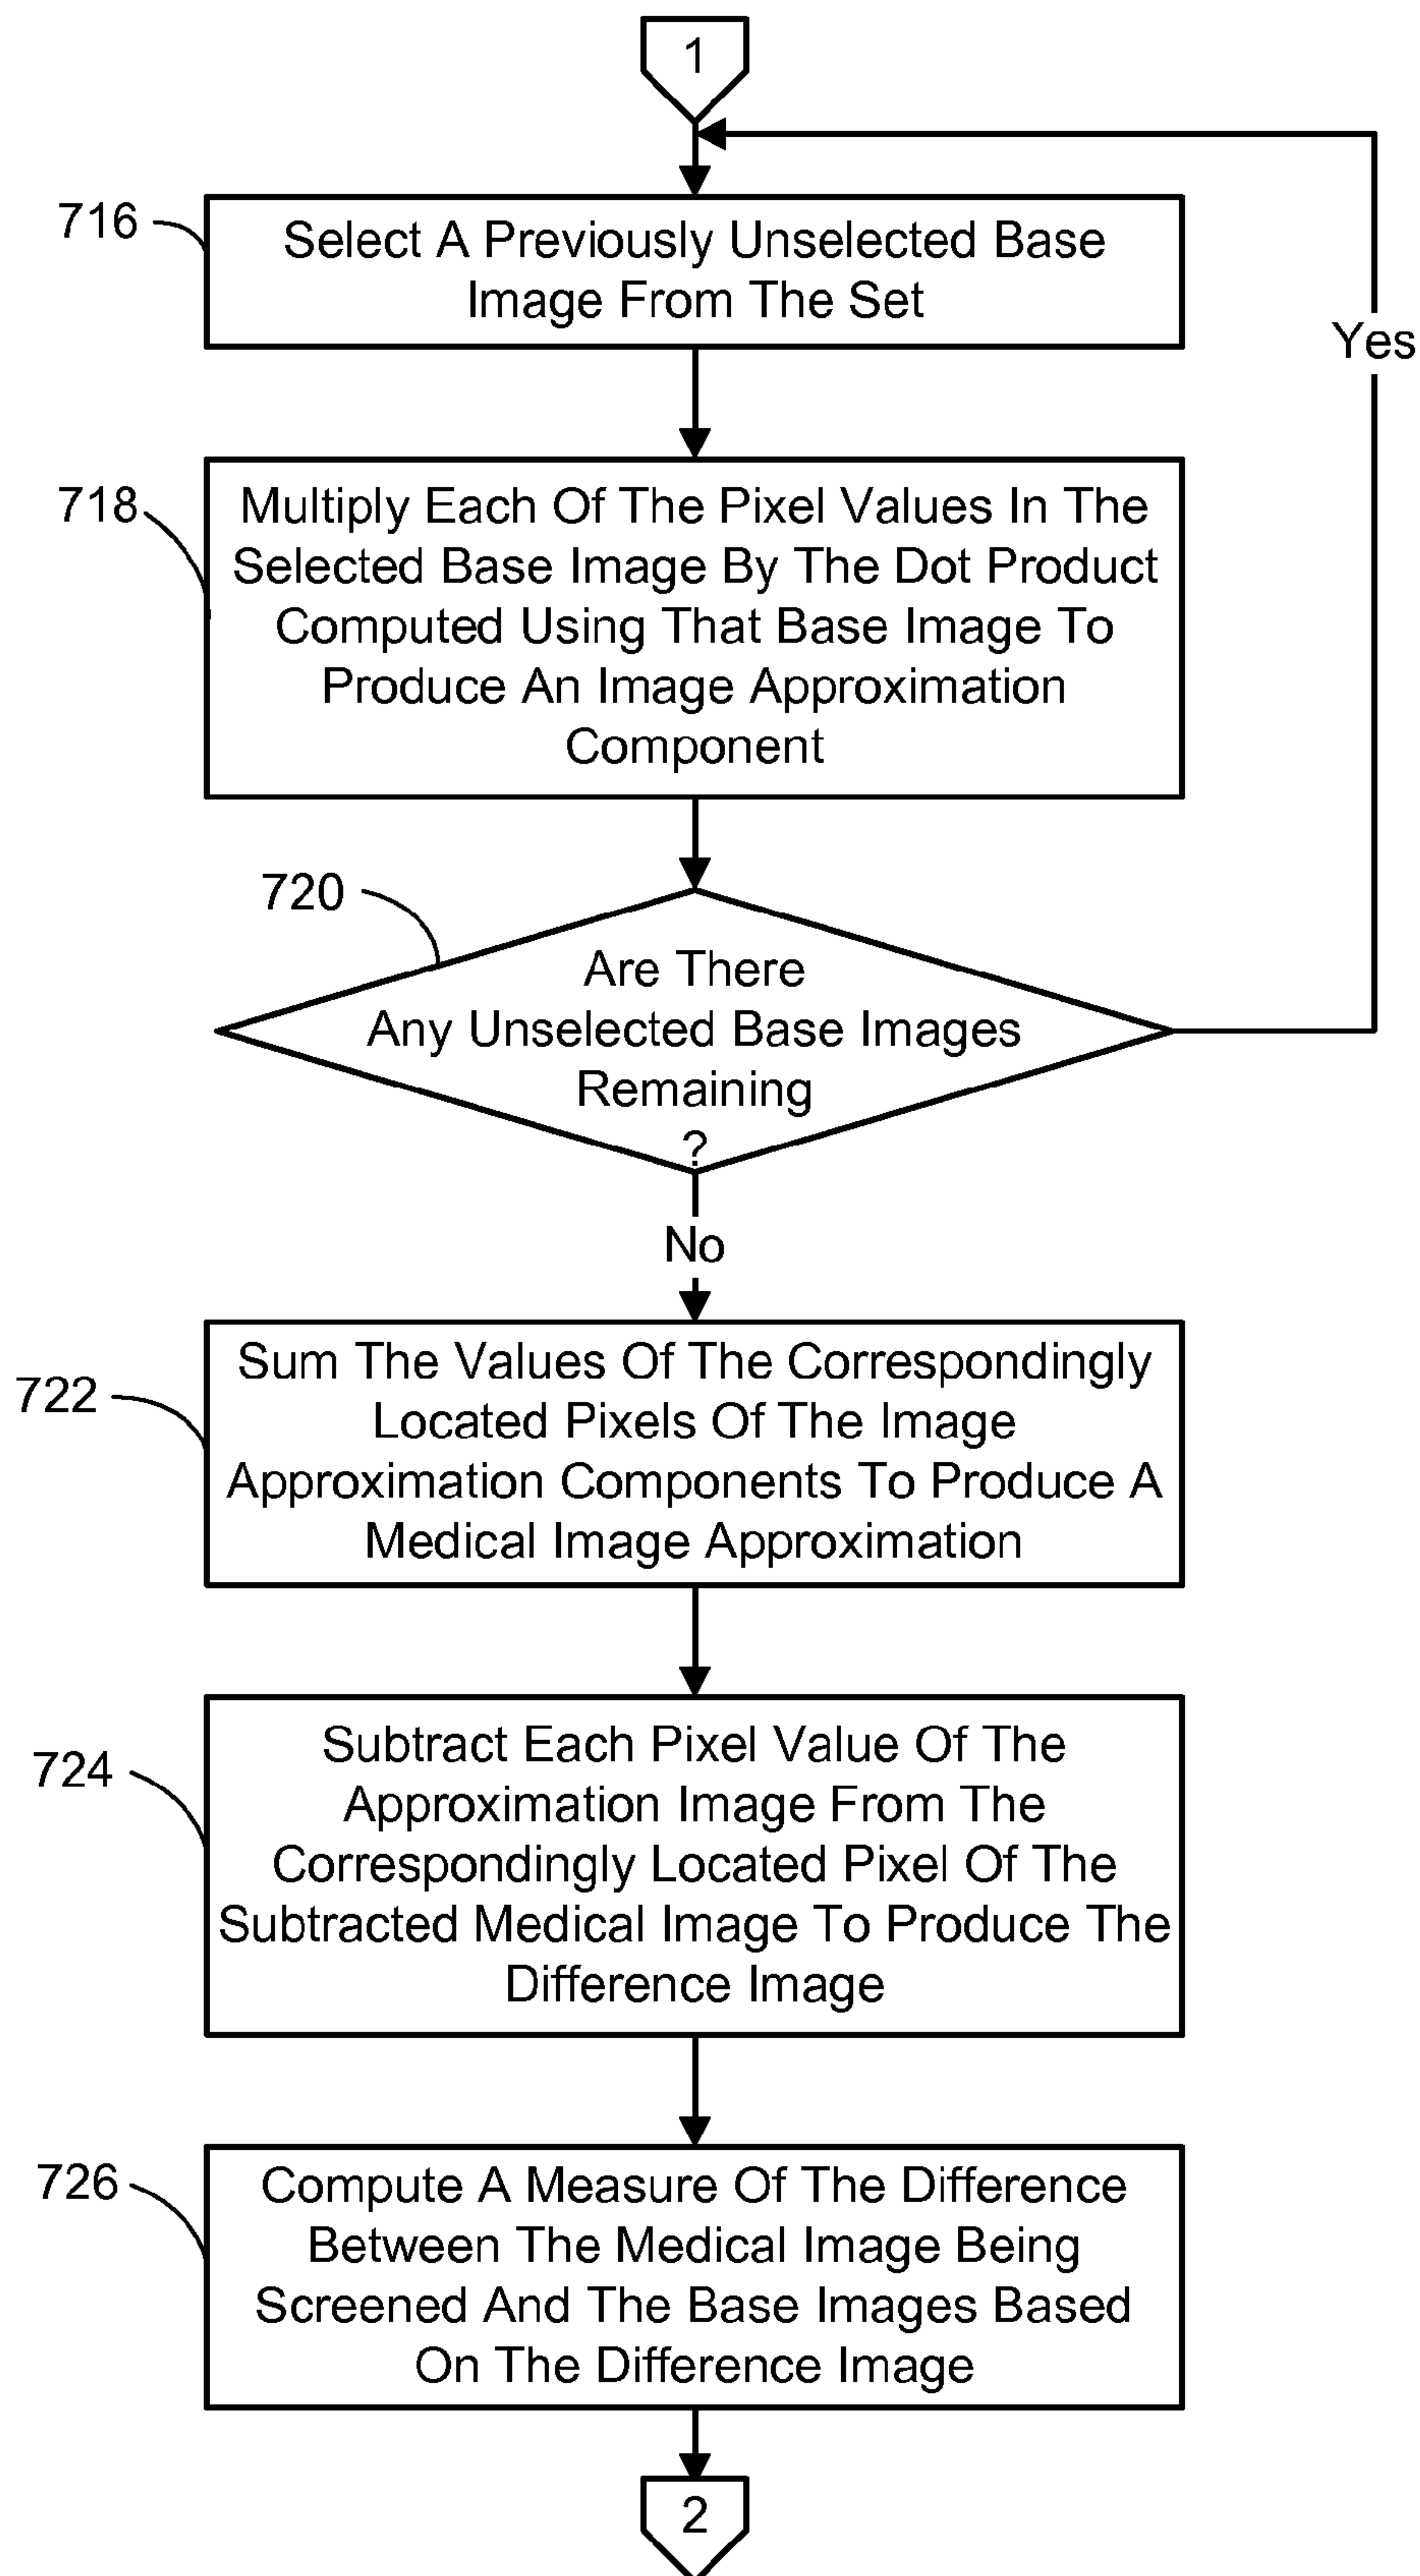 1
716
Select A Previously Unselected Base
Image From The Set
Yes
718
Multiply Each Of The Pixel Values In The
Selected Base Image By The Dot Product
Computed Using That Base Image To
Produce An Image Approximation
Component
720
Are There
Any Unselected Base Images
Remaining
?
No
722
Sum The Values Of The Correspondingly
Located Pixels Of The Image
Approximation Components To Produce A
Medical Image Approximation
724
Subtract Each Pixel Value Of The
Approximation Image From The
Correspondingly Located Pixel Of The
Subtracted Medical Image To Produce The
Difference Image
726
Compute A Measure Of The Difference
Between The Medical Image Being
Screened And The Base Images Based
On The Difference Image
2